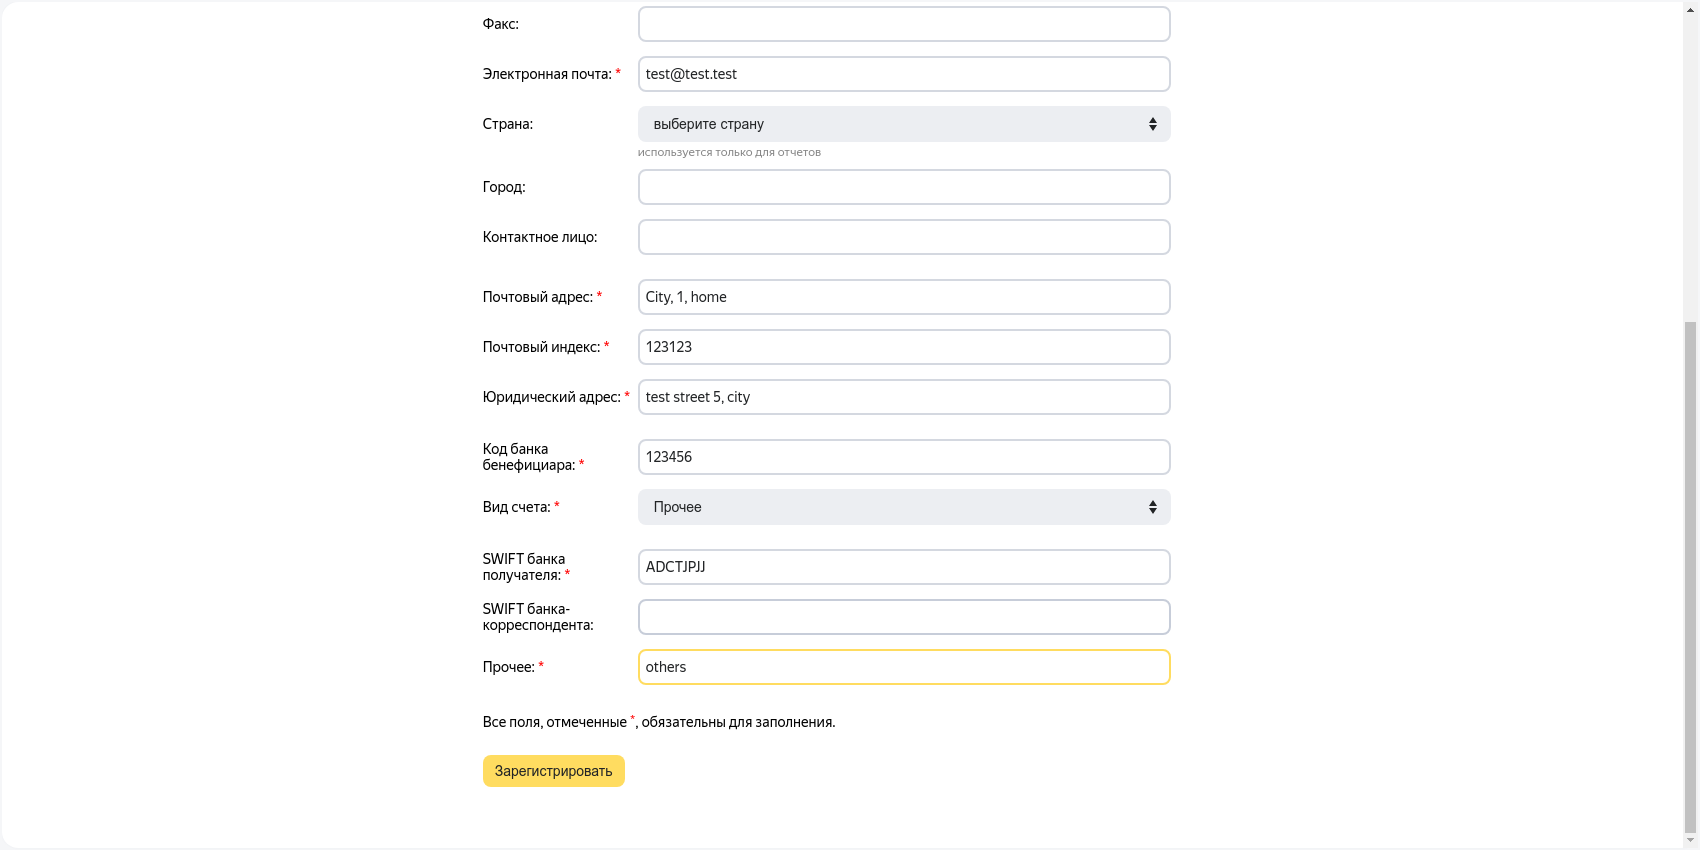 Факс:
Электронная почта: * test@test.test
Страна: выберите страну
используется только для отчетов
Город:
Контактное лицо:
Почтовый адрес: * City, 1, home
Почтовый индекс: * 123123
Юридический адрес: * test street 5, city
Код банка
бенефициара: * 123456
Вид счета: * Прочее
SWIFT банка
получателя: * ADCTJPJJ
SWIFT банка-
корреспондента:
Прочее: * others
Все поля, отмеченные *, обязательны для заполнения.
Зарегистрировать